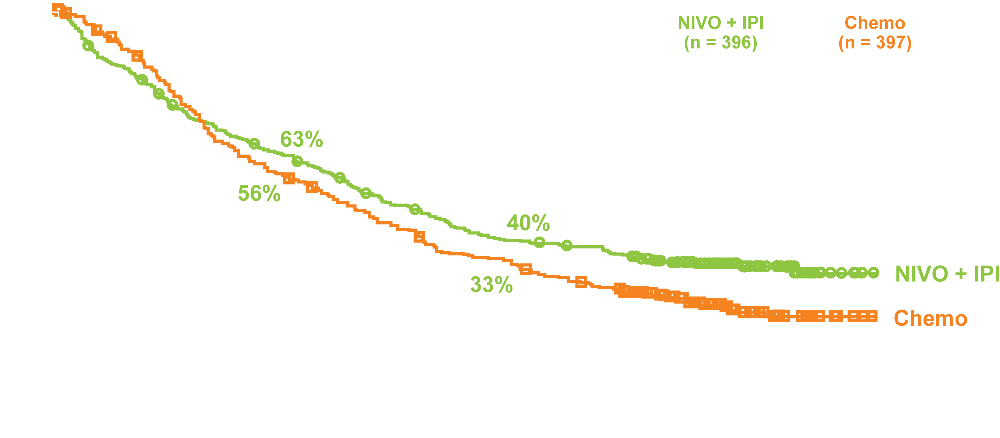 NIVO + IPI
(n = 396)
Chemo
(n = 397)
63%
56%
40%
33%
NIVO + IPI
Chemo